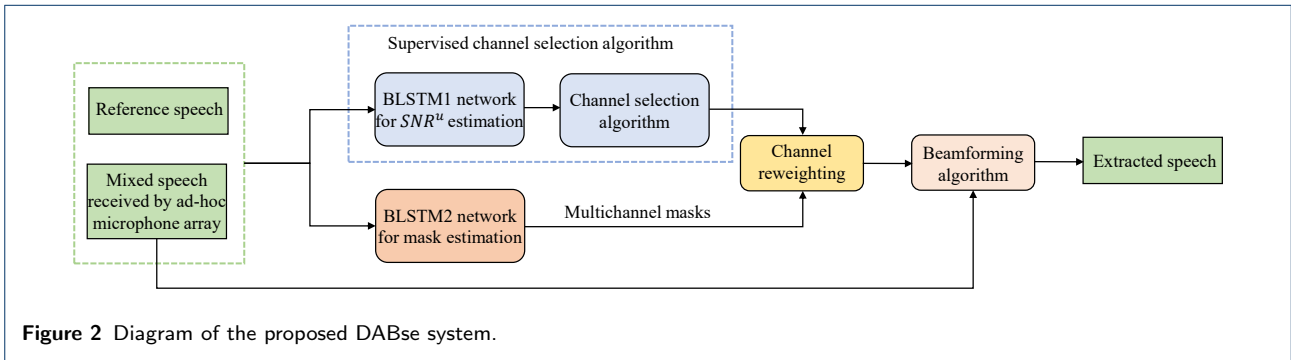 Supervised channel selection algorithm
Reference speech
Mixed speech
received by ad-hoc
microphone array
BLSTM1 network
for SNRᵘ estimation
Channel selection
algorithm
BLSTM2 network
for mask estimation
Multichannel masks
Channel
reweighting
Beamforming
algorithm
Extracted speech
Figure 2 Diagram of the proposed DABse system.